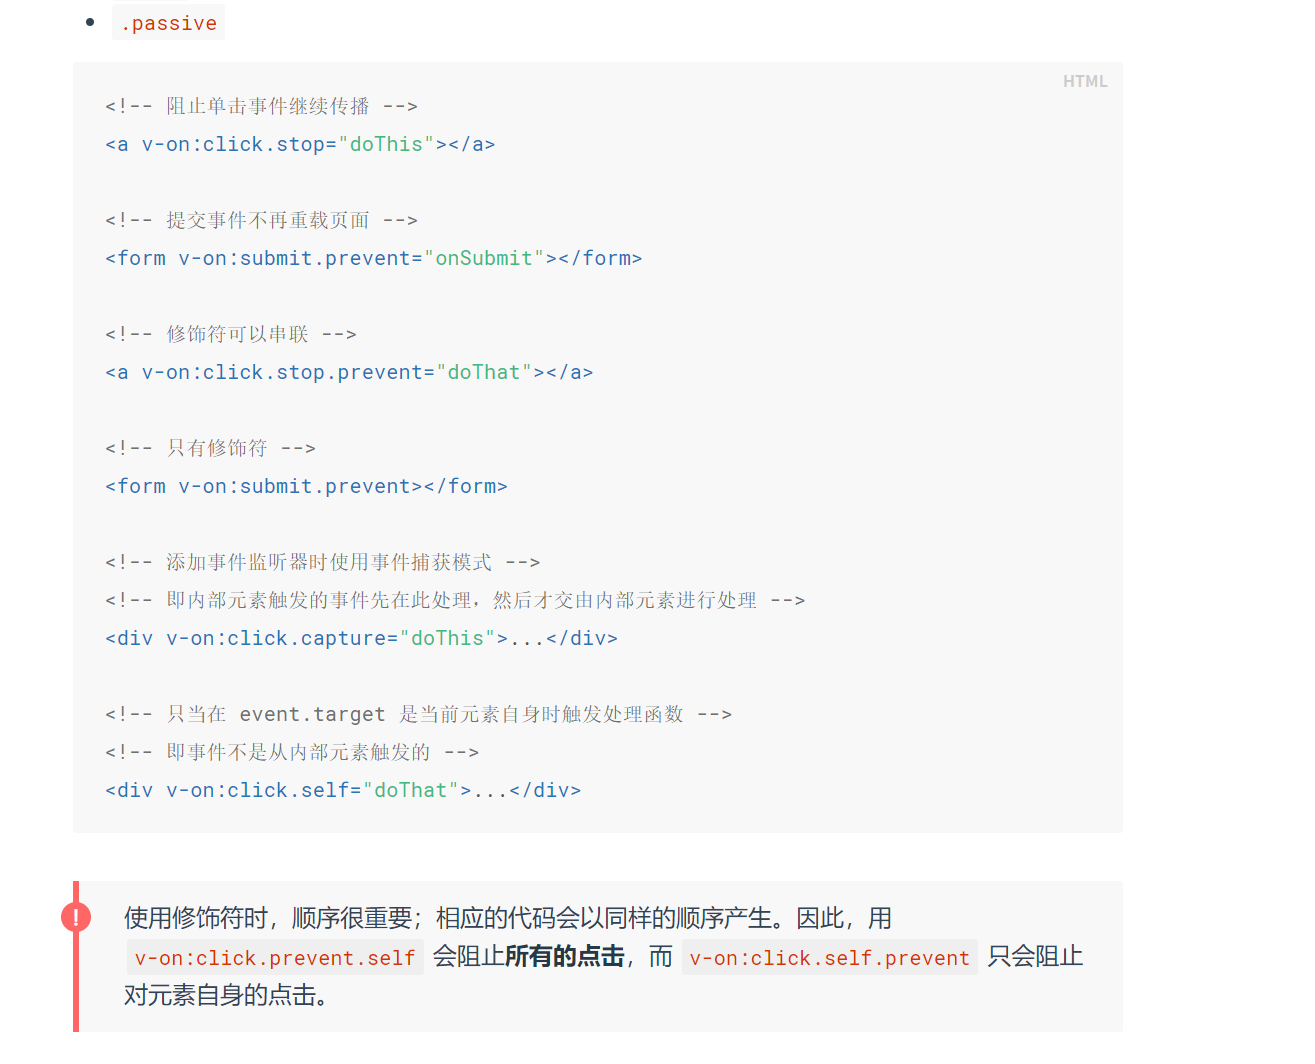 .passive
HTML
<!-- 阻止单击事件继续传播 -->
<a v-on:click.stop="doThis"></a>
<!-- 提交事件不再重载页面 -->
<form v-on:submit.prevent="onSubmit"></form>
<!-- 修饰符可以串联 -->
<a v-on:click.stop.prevent="doThat"></a>
<!-- 只有修饰符 -->
<form v-on:submit.prevent></form>
<!-- 添加事件监听器时使用事件捕获模式 -->
<!-- 即内部元素触发的事件先在此处理，然后才交由内部元素进行处理 -->
<div v-on:click.capture="doThis">...</div>
<!-- 只当在 event.target 是当前元素自身时触发处理函数 -->
<!-- 即事件不是从内部元素触发的 -->
<div v-on:click.self="doThat">...</div>
使用修饰符时，顺序很重要；相应的代码会以同样的顺序产生。因此，用
v-on:click.prevent.self 会阻止所有的点击，而 v-on:click.self.prevent 只会阻止
对元素自身的点击。